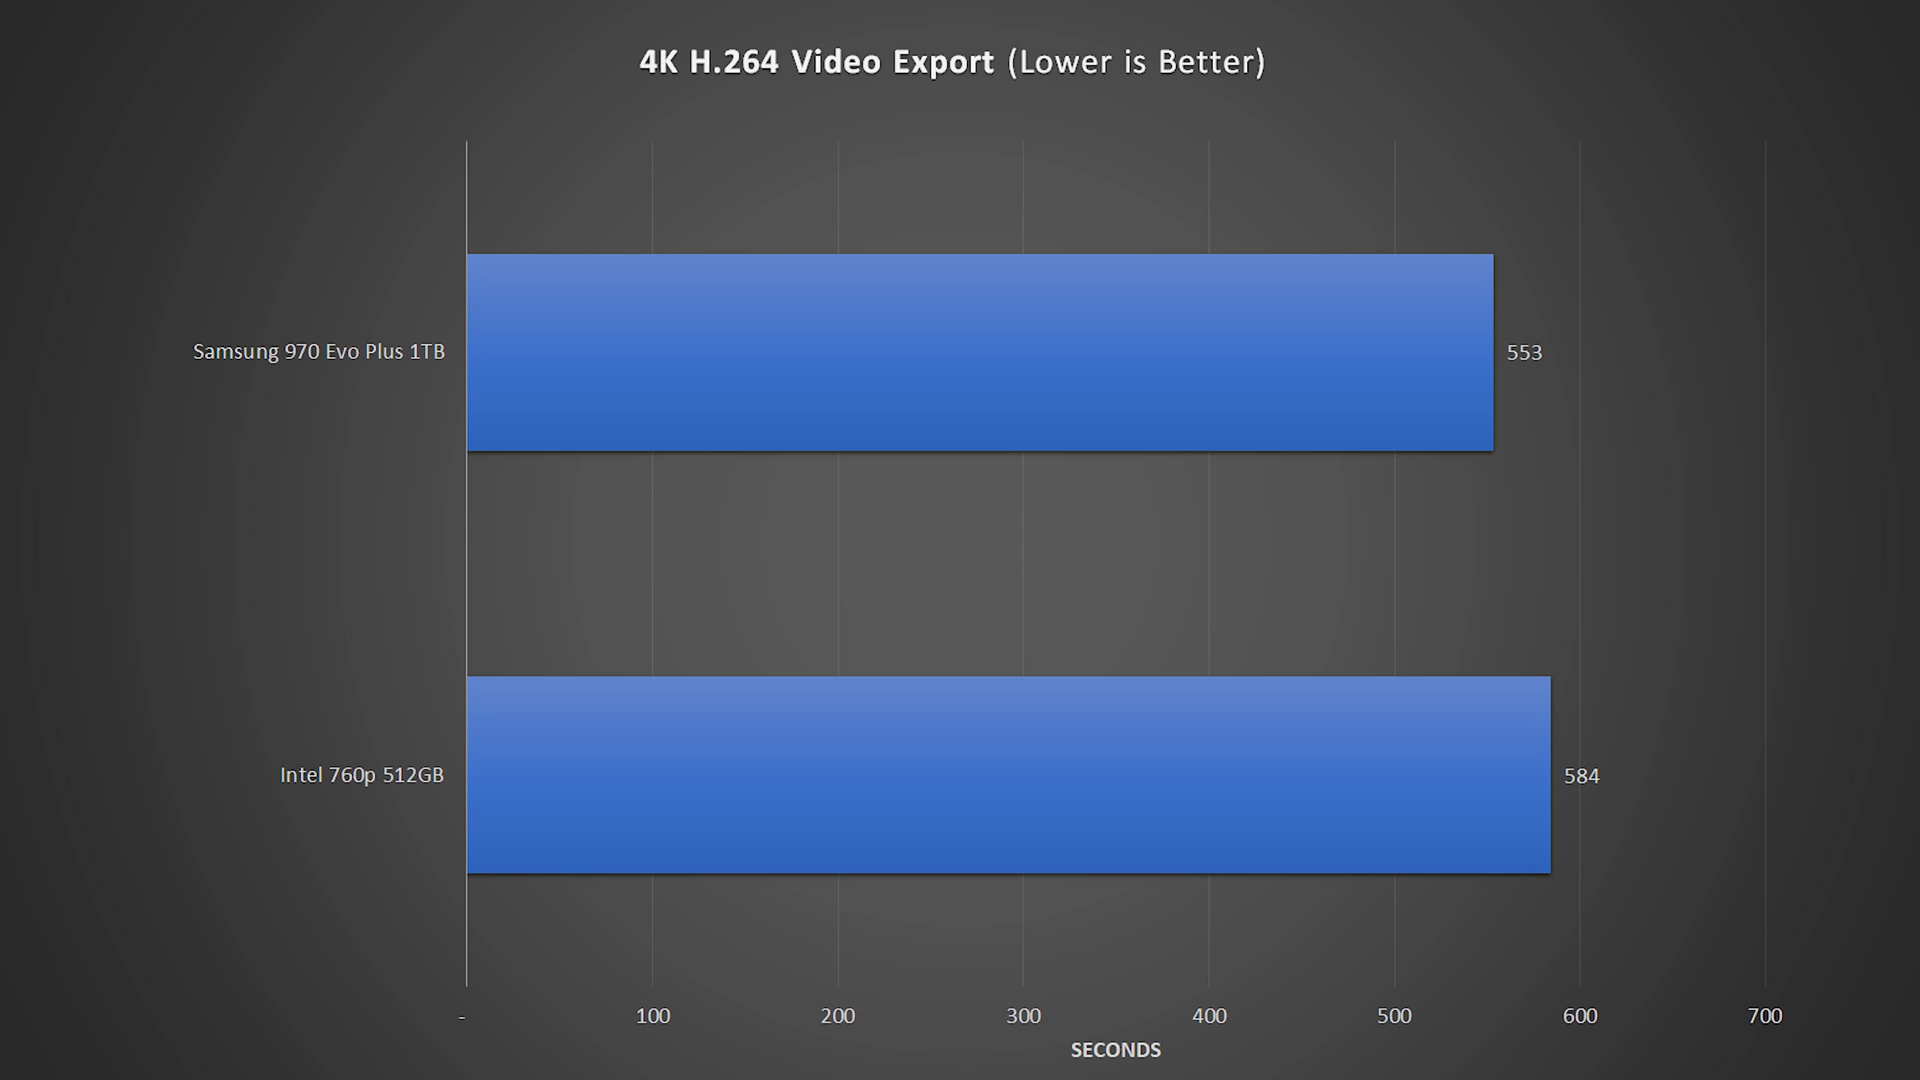 4K H.264 Video Export (Lower is Better)
Samsung 970 Evo Plus 1TB
553
Intel 760p 512GB
584
- 100 200 300 400 500 600 700
SECONDS